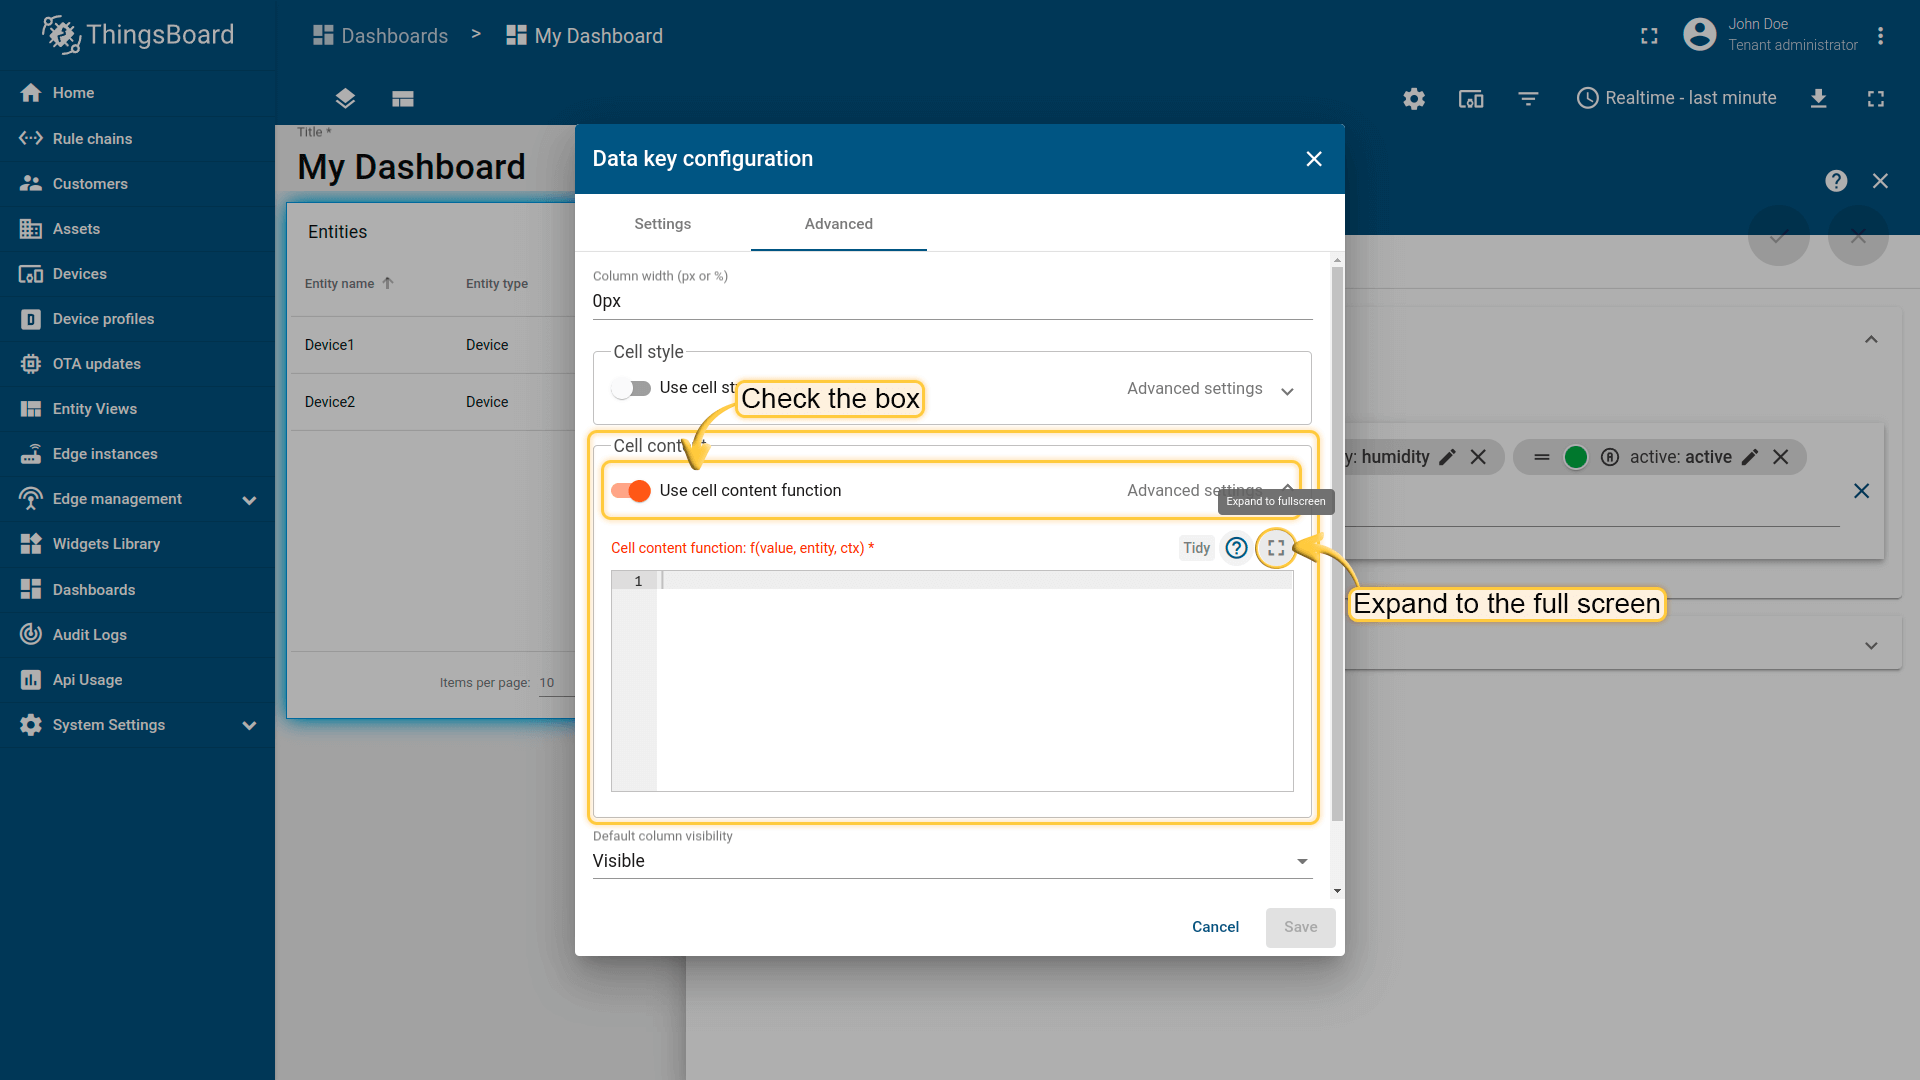 ThingsBoard
Dashboards > My Dashboard
John Doe
Tenant administrator
Home
Rule chains
Customers
Assets
Devices
Device profiles
OTA updates
Entity Views
Edge instances
Edge management
Widgets Library
Dashboards
Audit Logs
Api Usage
System Settings
Realtime - last minute
Title *
My Dashboard
Entities
Entity name
Entity type
Device1
Device
Device2
Device
Items per page: 10
Data key configuration
Settings
Advanced
Column width (px or %)
0px
Cell style
Use cell st
Advanced settings
Check the box
Cell cont
Use cell content function
Advanced settings
Expand to fullscreen
Cell content function: f(value, entity, ctx) *
Tidy
1
Expand to the full screen
Default column visibility
Visible
Cancel
Save
y: humidity
active: active